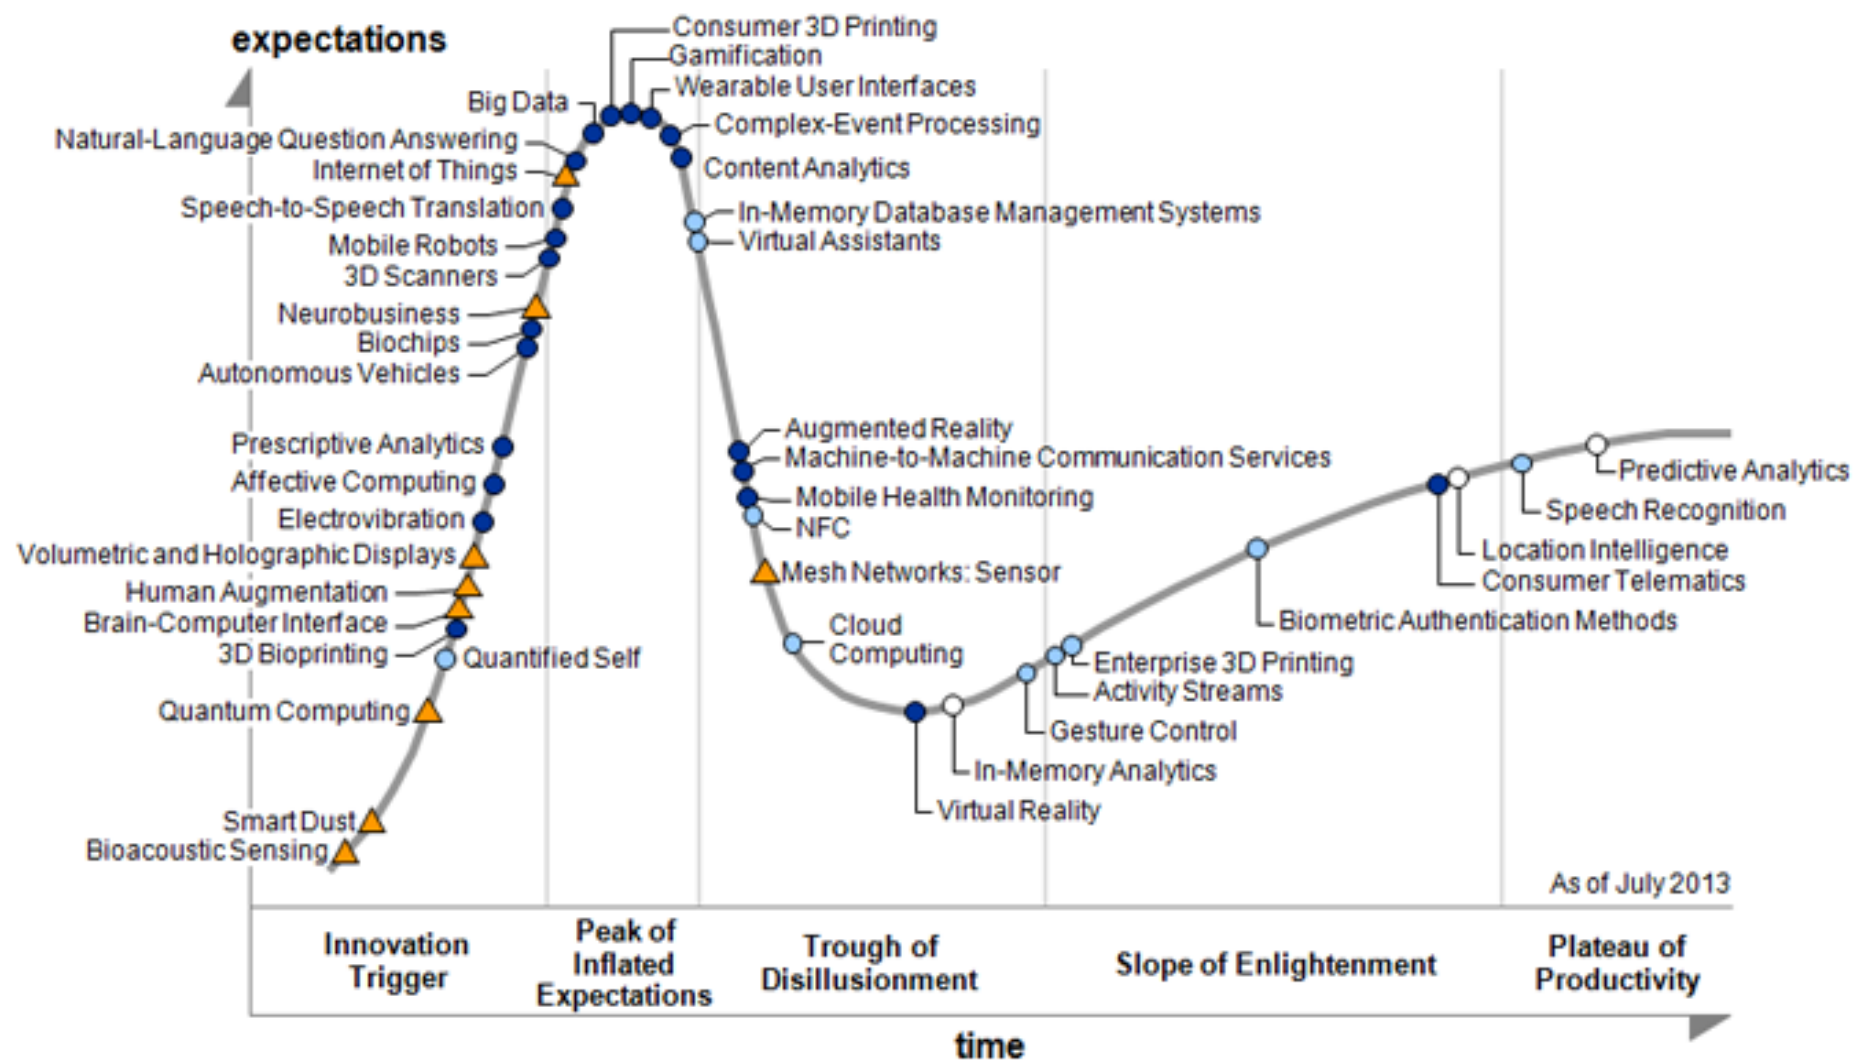 expectations
Consumer 3D Printing
Gamification
Wearable User Interfaces
Big Data
Complex-Event Processing
Natural-Language Question Answering
Internet of Things
Content Analytics
Speech-to-Speech Translation
In-Memory Database Management Systems
Mobile Robots
Virtual Assistants
3D Scanners
Neurobusiness
Biochips
Autonomous Vehicles
Augmented Reality
Prescriptive Analytics
Machine-to-Machine Communication Services
Affective Computing
Mobile Health Monitoring
Electrovibration
NFC
Volumetric and Holographic Displays
Mesh Networks: Sensor
Human Augmentation
Brain-Computer Interface
3D Bioprinting
Quantified Self
Cloud
Computing
Quantum Computing
Smart Dust
Bioacoustic Sensing
Predictive Analytics
Speech Recognition
Location Intelligence
Consumer Telematics
Biometric Authentication Methods
Enterprise 3D Printing
Activity Streams
Gesture Control
In-Memory Analytics
Virtual Reality
As of July 2013
Innovation
Trigger
Peak of
Inflated
Expectations
Trough of
Disillusionment
Slope of Enlightenment
Plateau of
Productivity
time